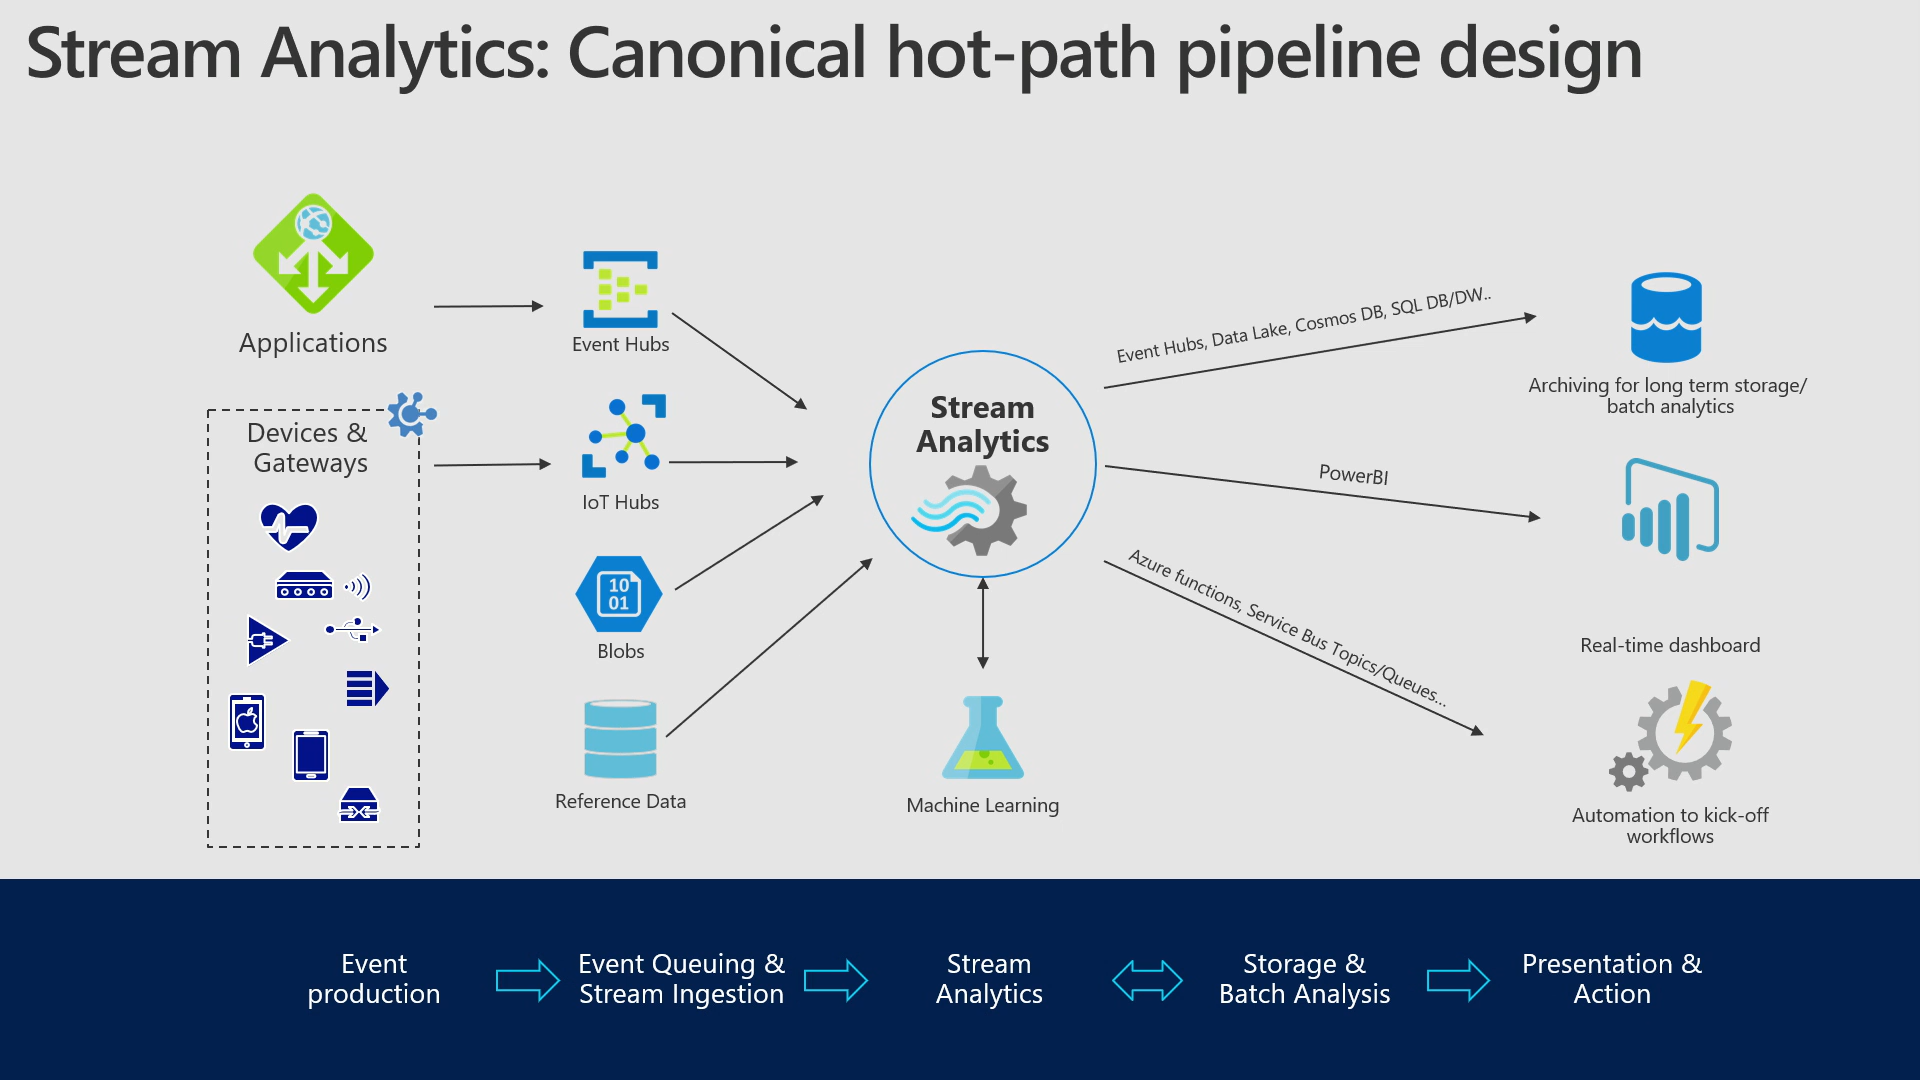 Stream Analytics: Canonical hot-path pipeline design
Applications
Devices &
Gateways
Event Hubs
IoT Hubs
10
01
Blobs
Reference Data
Stream
Analytics
Machine Learning
Event Hubs, Data Lake, Cosmos DB, SQL DB/DW..
PowerBI
Azure functions, Service Bus Topics/Queues...
Archiving for long term storage/
batch analytics
Real-time dashboard
Automation to kick-off
workflows
Event
production
Event Queuing &
Stream Ingestion
Stream
Analytics
Storage &
Batch Analysis
Presentation &
Action